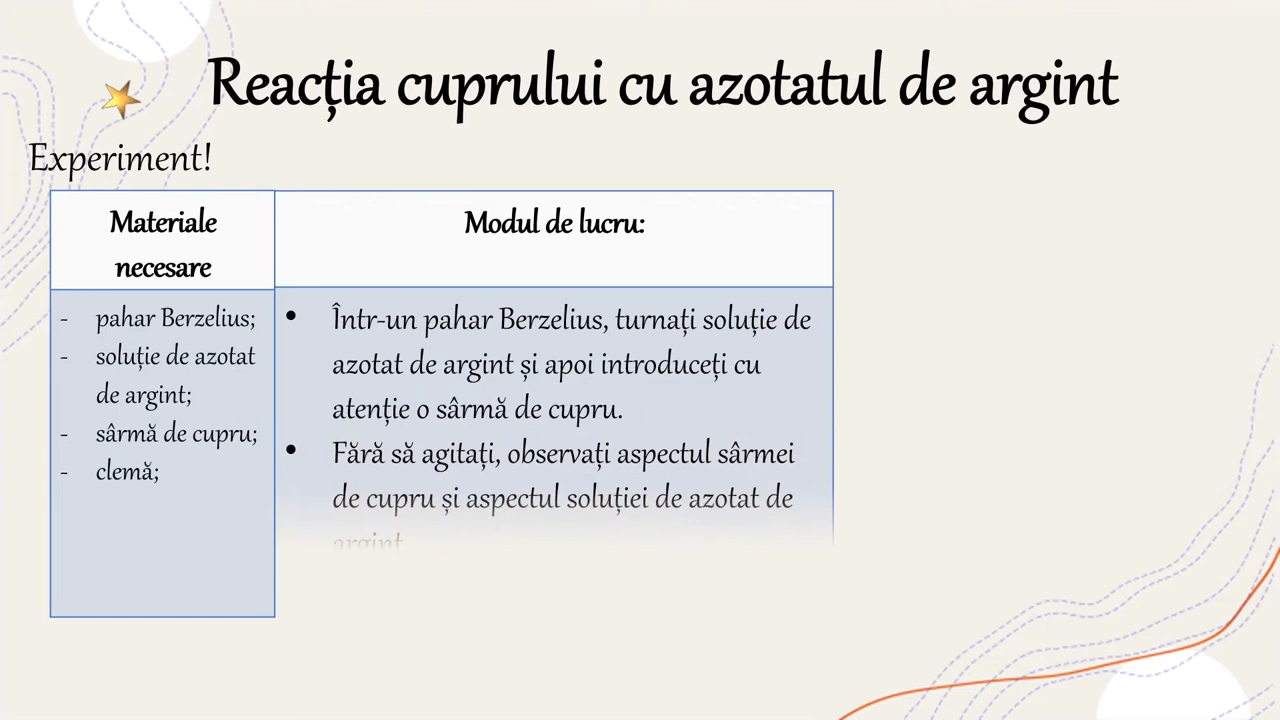 Reacția cuprului cu azotatul de argint
Experiment!
Materiale
necesare
- pahar Berzelius;
- soluție de azotat
de argint;
- sârmă de cupru;
- clemă;
Modul de lucru:
• Într-un pahar Berzelius, turnați soluție de
azotat de argint și apoi introduceți cu
atenție o sârmă de cupru.
• Fără să agitați, observați aspectul sârmei
de cupru și aspectul soluției de azotat de
argint